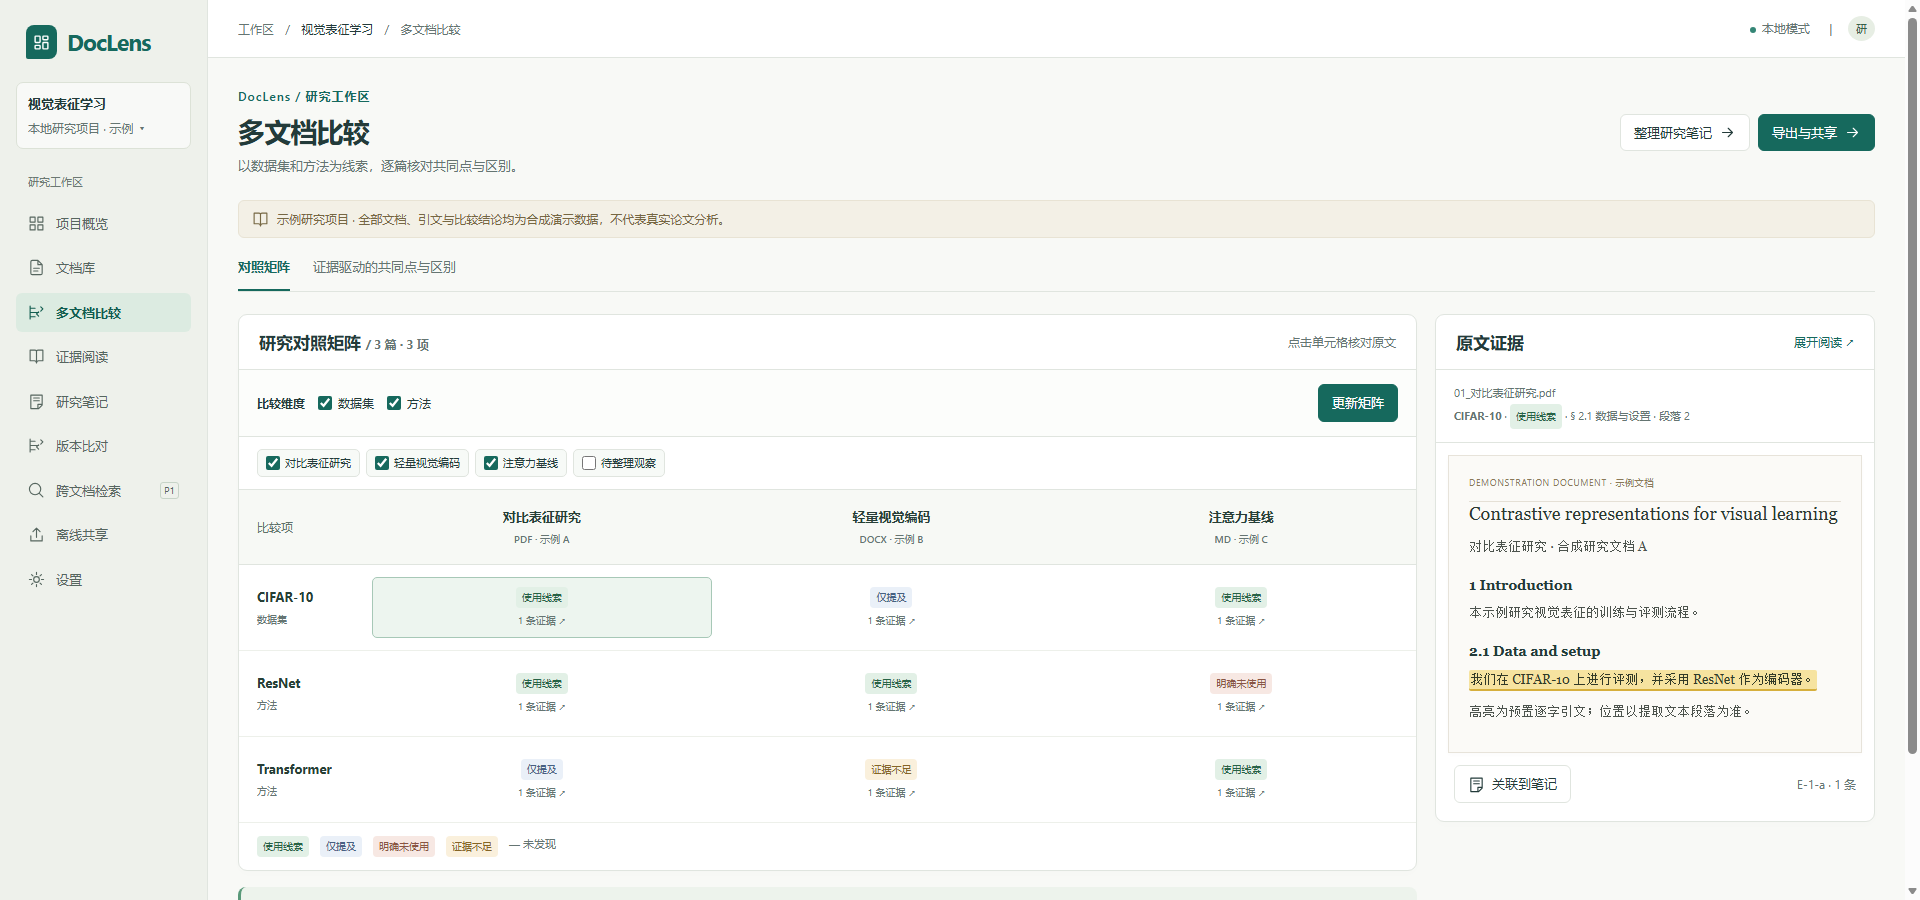 DocLens
视觉表征学习
本地研究项目 · 示例
研究工作区
项目概览
文档库
多文档比较
证据阅读
研究笔记
版本比对
跨文档检索 P1
离线共享
设置
工作区 / 视觉表征学习 / 多文档比较
本地模式 | 研
DocLens / 研究工作区
多文档比较
以数据集和方法为线索，逐篇核对共同点与区别。
整理研究笔记 →
导出与共享 →
示例研究项目 · 全部文档、引文与比较结论均为合成演示数据，不代表真实论文分析。
对照矩阵 证据驱动的共同点与区别
研究对照矩阵 / 3 篇 · 3 项
点击单元格核对原文
比较维度 数据集 方法
更新矩阵
对比表征研究 轻量视觉编码 注意力基线 待整理观察
比较项
对比表征研究
PDF · 示例 A
轻量视觉编码
DOCX · 示例 B
注意力基线
MD · 示例 C
CIFAR-10
数据集
使用线索
1 条证据 ↗
仅提及
1 条证据 ↗
使用线索
1 条证据 ↗
ResNet
方法
使用线索
1 条证据 ↗
使用线索
1 条证据 ↗
明确未使用
1 条证据 ↗
Transformer
方法
仅提及
1 条证据 ↗
证据不足
1 条证据 ↗
使用线索
1 条证据 ↗
使用线索 仅提及 明确未使用 证据不足 — 未发现
原文证据
展开阅读 ↗
01_对比表征研究.pdf
CIFAR-10 · 使用线索 · § 2.1 数据与设置 · 段落 2
DEMONSTRATION DOCUMENT · 示例文档
Contrastive representations for visual learning
对比表征研究 · 合成研究文档 A
1 Introduction
本示例研究视觉表征的训练与评测流程。
2.1 Data and setup
我们在 CIFAR-10 上进行评测，并采用 ResNet 作为编码器。
高亮为预置逐字引文；位置以提取文本段落为准。
关联到笔记
E-1-a · 1 条